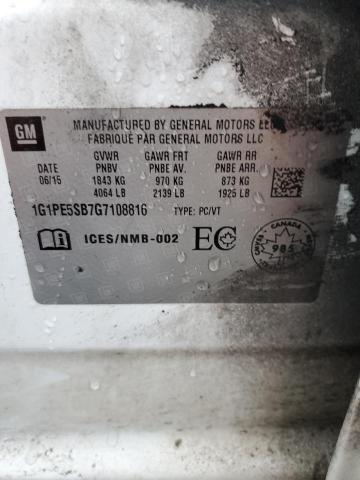 GM
MANUFACTURED BY GENERAL MOTORS LLC
FABRIQUÉ PAR GENERAL MOTORS LLC
GVWR GAWR FRT GAWR RR
DATE PNBV PNBE AV. PNBE ARR.
06/15 1843 KG 970 KG 873 KG
4064 LB 2139 LB 1925 LB
1G1PE5SB7G7108816 TYPE: PC/VT
ICES/NMB-002 EC
CANADA
985